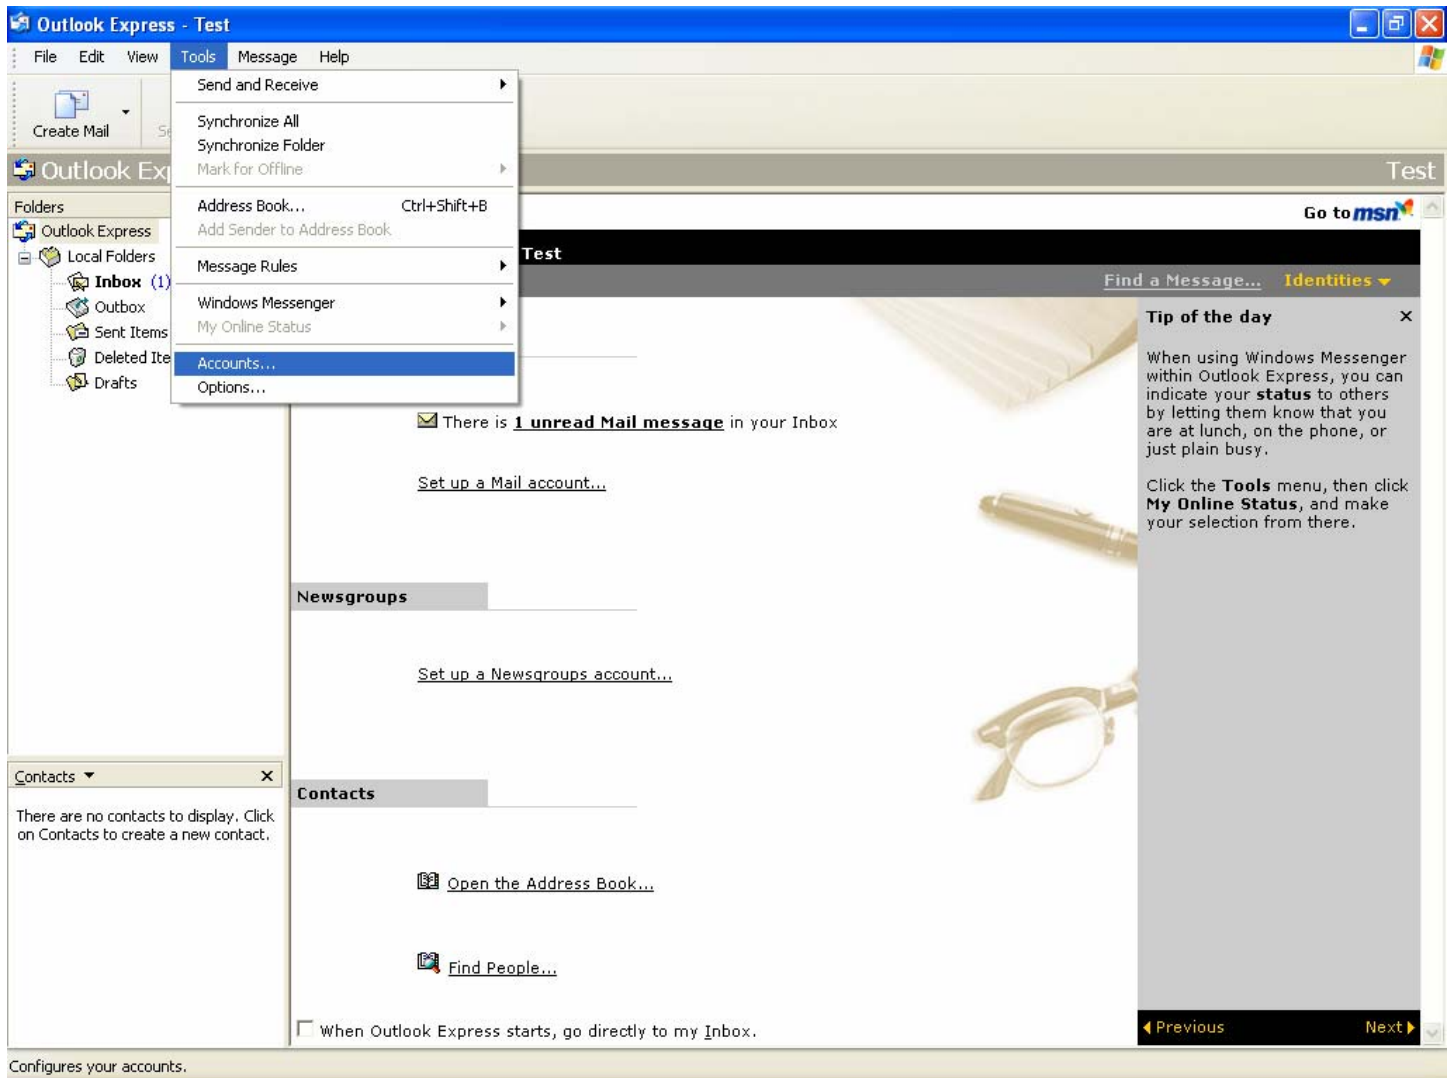 Outlook Express - Test
File Edit View Tools Message Help
Send and Receive
Synchronize All
Synchronize Folder
Mark for Offline
Address Book... Ctrl+Shift+B
Add Sender to Address Book
Message Rules
Windows Messenger
My Online Status
Accounts...
Options...
Create Mail
Outlook Exp
Test
Folders
Outlook Express
Local Folders
Inbox (1)
Outbox
Sent Items
Deleted Ite
Drafts
Contacts
There are no contacts to display. Click
on Contacts to create a new contact.
Go to msn
Test
Find a Message... Identities
There is 1 unread Mail message in your Inbox
Set up a Mail account...
Newsgroups
Set up a Newsgroups account...
Contacts
Open the Address Book...
Find People...
When Outlook Express starts, go directly to my Inbox.
Tip of the day
When using Windows Messenger
within Outlook Express, you can
indicate your status to others
by letting them know that you
are at lunch, on the phone, or
just plain busy.
Click the Tools menu, then click
My Online Status, and make
your selection from there.
Previous Next
Configures your accounts.